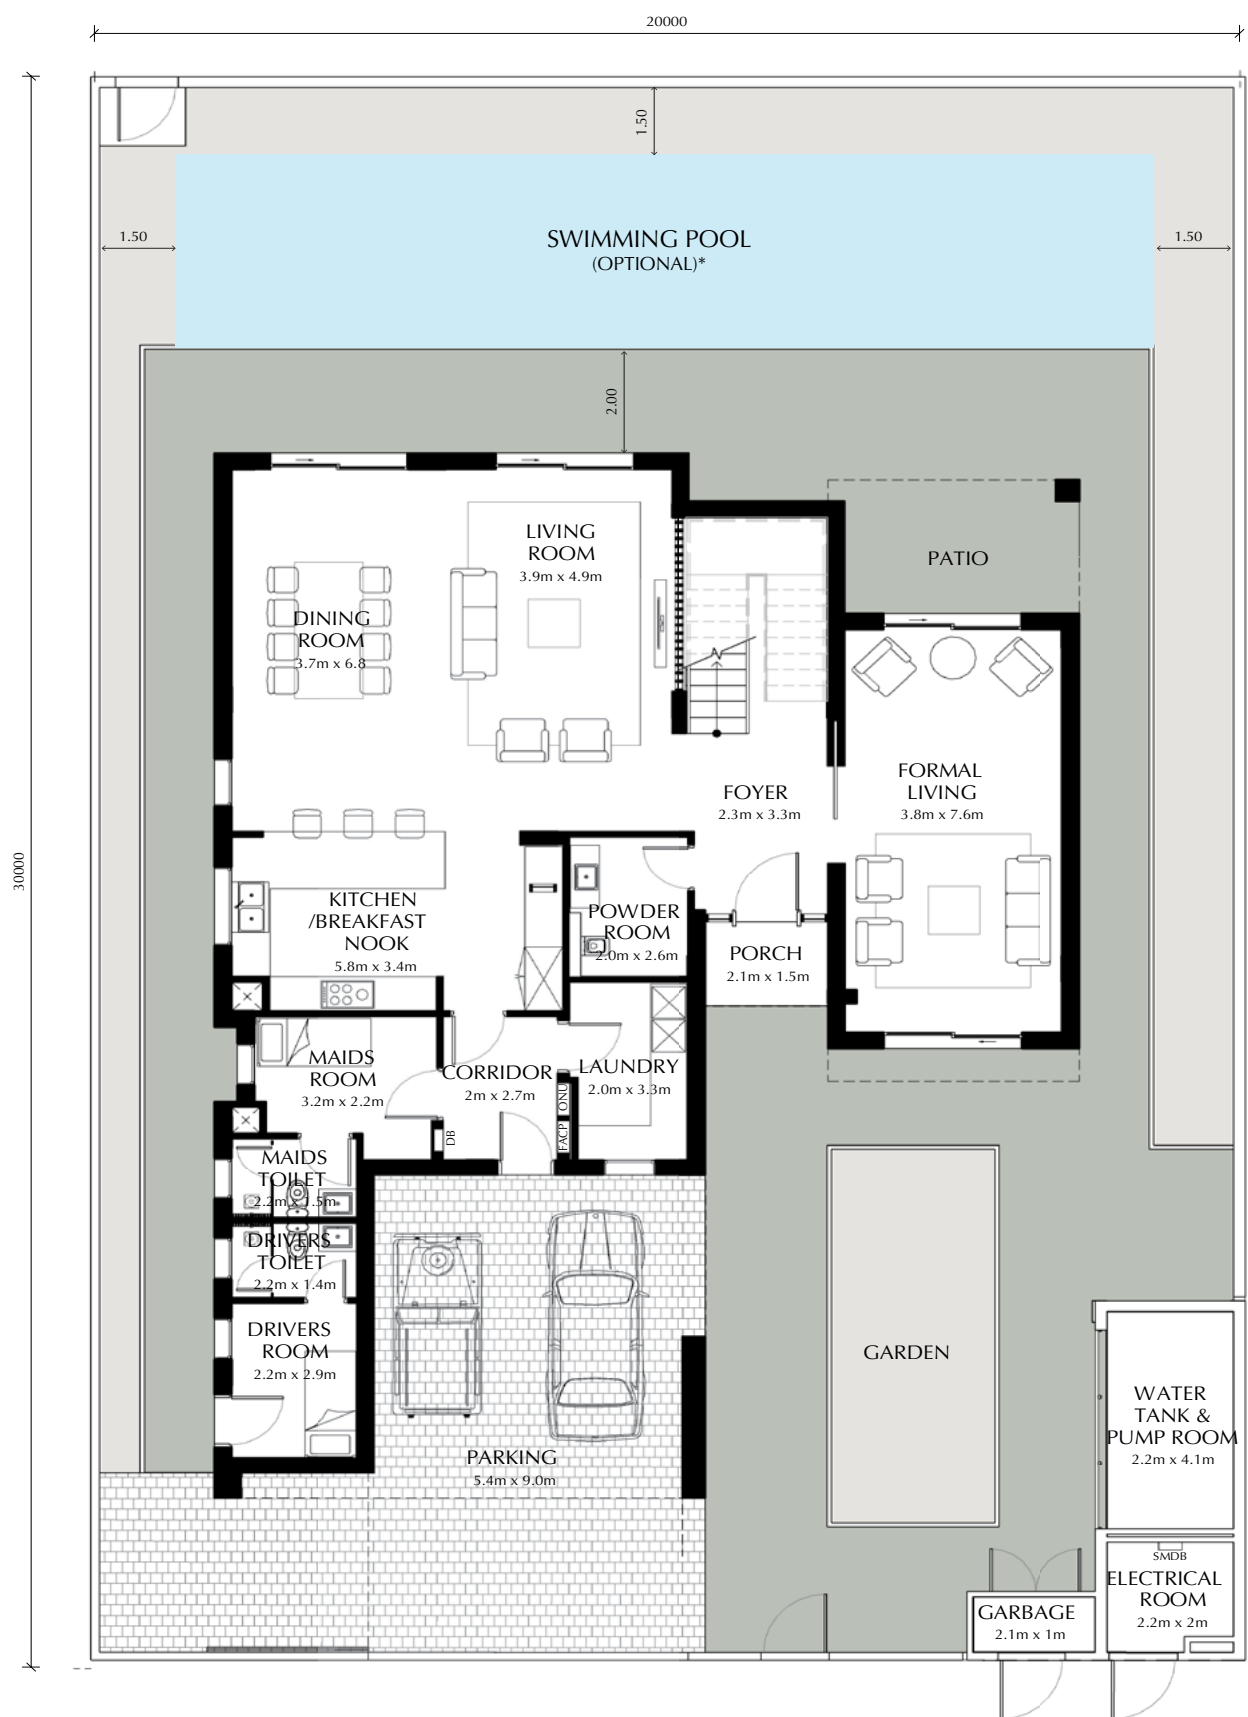 20000
1.50
SWIMMING POOL
(OPTIONAL)*
1.50
1.50
2.00
LIVING
ROOM
3.9m x 4.9m
PATIO
DINING
ROOM
3.7m x 6.8
FORMAL
LIVING
3.8m x 7.6m
FOYER
2.3m x 3.3m
30000
KITCHEN
/BREAKFAST
NOOK
5.8m x 3.4m
POWDER
ROOM
2.0m x 2.6m
PORCH
2.1m x 1.5m
MAIDS
ROOM
3.2m x 2.2m
CORRIDOR
2m x 2.7m
LAUNDRY
2.0m x 3.3m
ONU
FACP
DB
MAIDS
TOILET
2.2m x 1.5m
DRIVERS
TOILET
2.2m x 1.4m
DRIVERS
ROOM
2.2m x 2.9m
GARDEN
WATER
TANK &
PUMP ROOM
2.2m x 4.1m
PARKING
5.4m x 9.0m
SMDB
ELECTRICAL
ROOM
2.2m x 2m
GARBAGE
2.1m x 1m